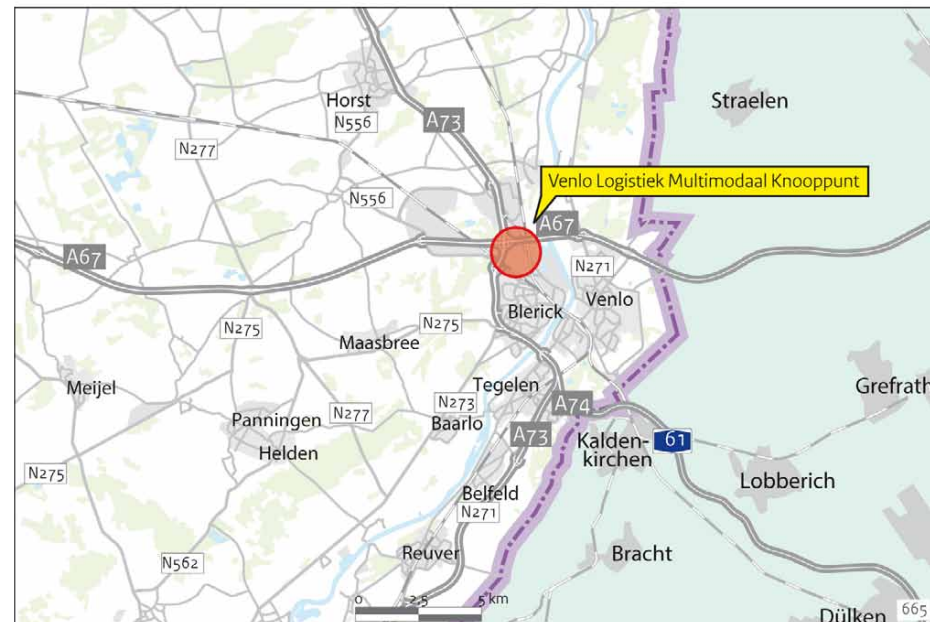 Straelen
Horst
N556
A73
N277
Venlo Logistiek Multimodaal Knooppunt
N556
A67
A67
N271
Venlo
Blerick
N275
N275
Maasbree
Meijel
Tegelen
Grefrath
N273
A74
Panningen
N277
Baarlo
A73
Kalden-
kirchen
61
Helden
N275
Lobberich
Belfeld
N271
Reuver
Bracht
N562
0 2,5 5 km
Dülken
665